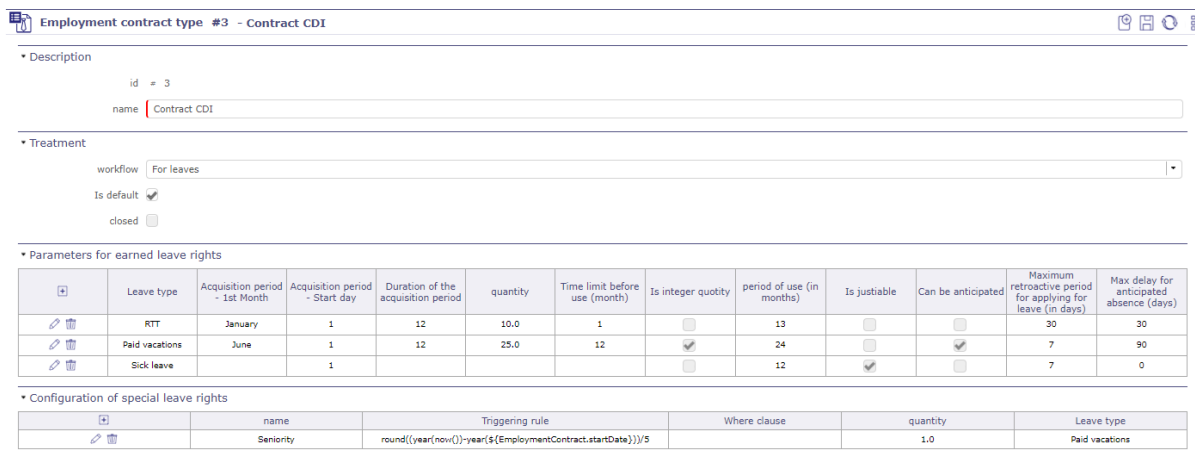 Employment contract type #3 - Contract CDI
Description
id # 3
name Contract CDI
Treatment
workflow For leaves
Is default
closed
Parameters for earned leave rights
Leave type Acquisition period - 1st Month Acquisition period - Start day Duration of the acquisition period quantity Time limit before use (month) Is integer quotity period of use (in months) Is justiable Can be anticipated Maximum retroactive period for applying for leave (in days) Max delay for anticipated absence (days)
RTT January 1 12 10.0 1 13 30 30
Paid vacations June 1 12 25.0 12 24 7 90
Sick leave 1 12 7 0
Configuration of special leave rights
name Triggering rule Where clause quantity Leave type
Seniority round((year(now())-year(${EmploymentContract.startDate}))/5 1.0 Paid vacations